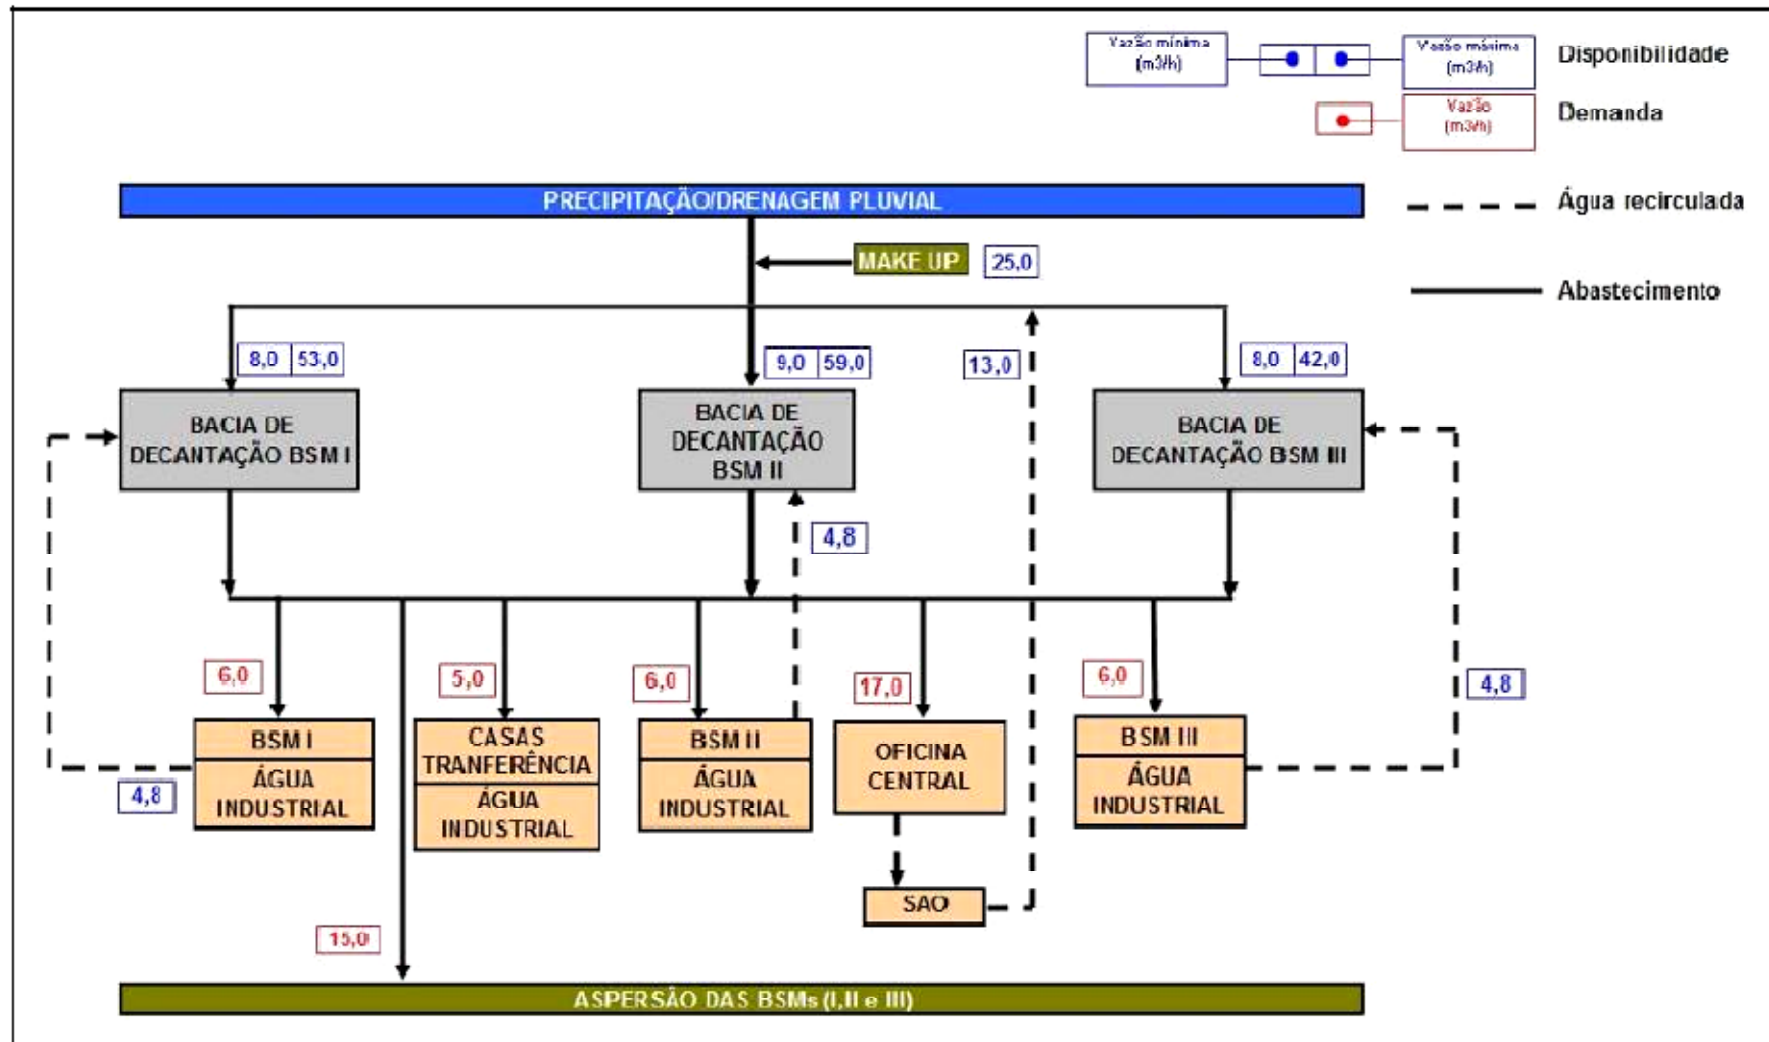 Vazão mínima
(m3/h)
Vazão máxima
(m3/h)
Disponibilidade
Vazão
(m3/h)
Demanda
PRECIPITAÇÃO/DRENAGEM PLUVIAL
Água recirculada
MAKE UP
25,0
Abastecimento
8,0
53,0
9,0
59,0
13,0
8,0
42,0
BACIA DE
DECANTAÇÃO BSM I
BACIA DE
DECANTAÇÃO
BSM II
BACIA DE
DECANTAÇÃO BSM III
4,8
6,0
5,0
6,0
17,0
6,0
4,8
BSM I
ÁGUA
INDUSTRIAL
CASAS
TRANFERÊNCIA
ÁGUA
INDUSTRIAL
BSM II
ÁGUA
INDUSTRIAL
OFICINA
CENTRAL
BSM III
ÁGUA
INDUSTRIAL
4,8
SAO
15,0
ASPERSÃO DAS BSMs (I,II e III)